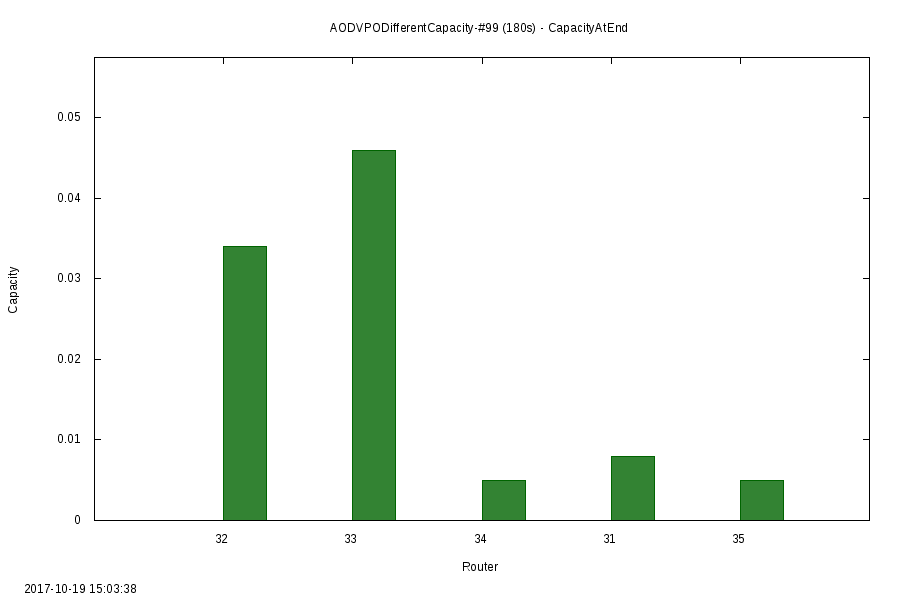 AODVPODifferentCapacity-#99 (180s) - CapacityAtEnd
0.05
0.04
0.03
0.02
0.01
0
Capacity
32 33 34 31 35
Router
2017-10-19 15:03:38